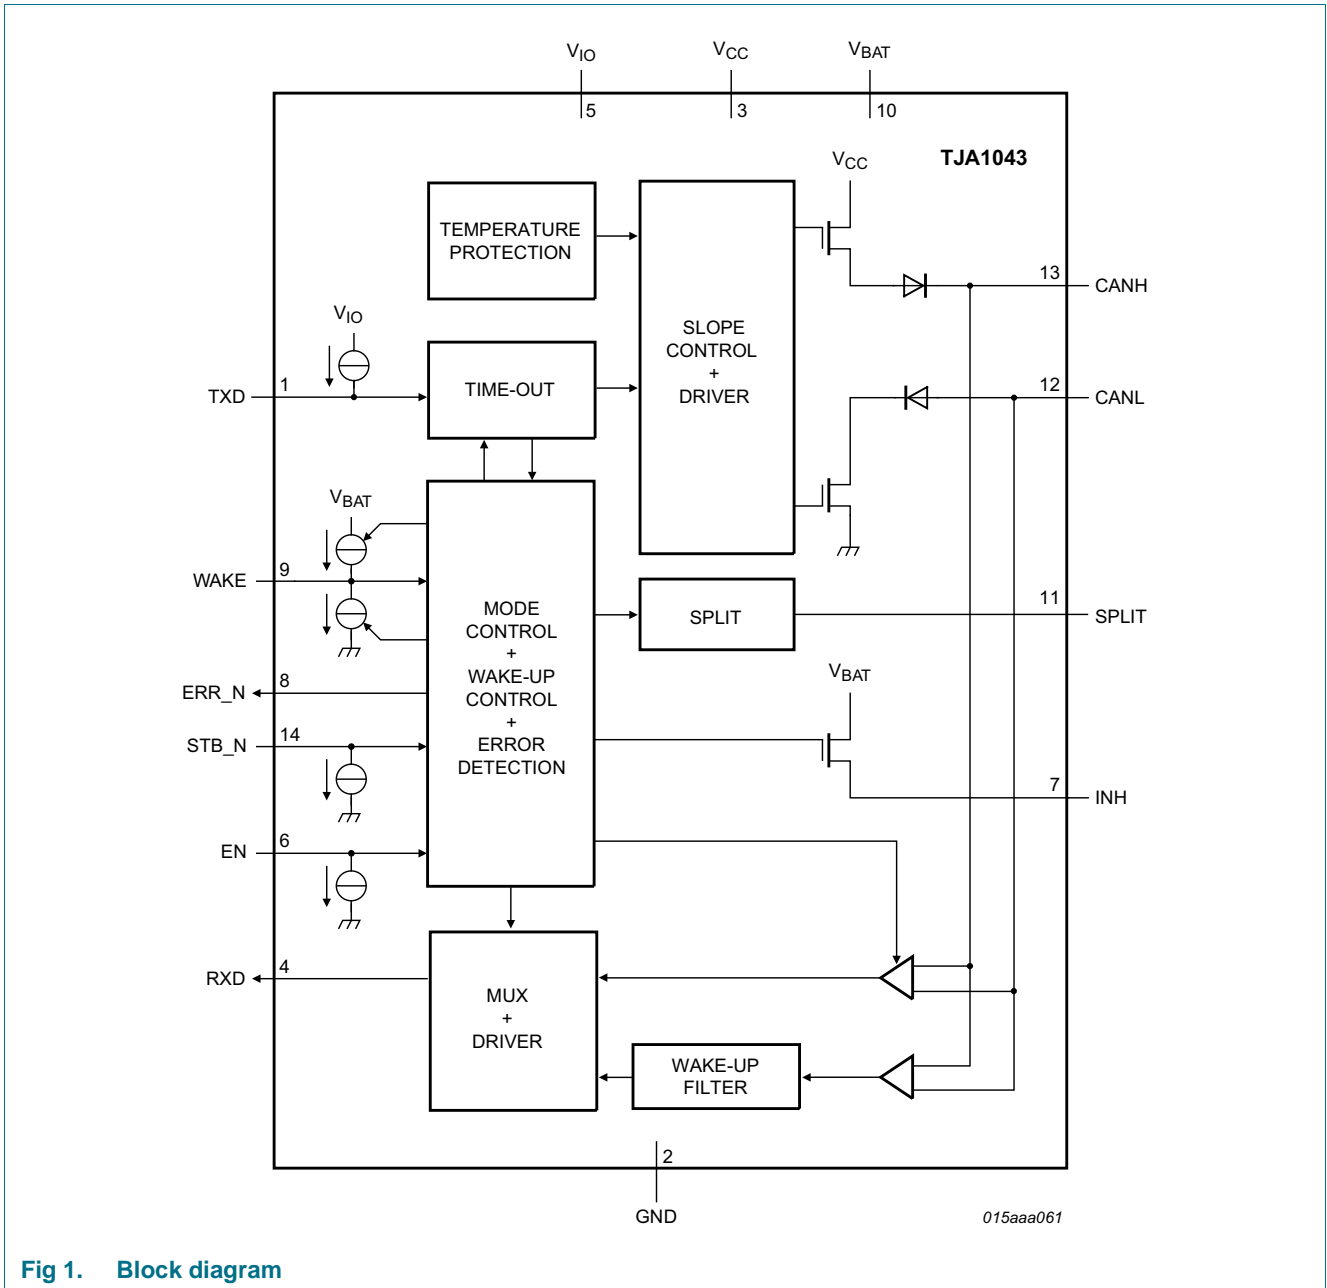 VIO
VCC
VBAT
5
3
10
TJA1043
VCC
TEMPERATURE
PROTECTION
13
CANH
VIO
SLOPE
CONTROL
+
DRIVER
TXD
1
TIME-OUT
12
CANL
VBAT
WAKE
9
MODE
CONTROL
+
WAKE-UP
CONTROL
+
ERROR
DETECTION
SPLIT
11
SPLIT
VBAT
ERR_N
8
STB_N
14
7
INH
EN
6
RXD
4
MUX
+
DRIVER
WAKE-UP
FILTER
2
GND
015aaa061
Fig 1. Block diagram